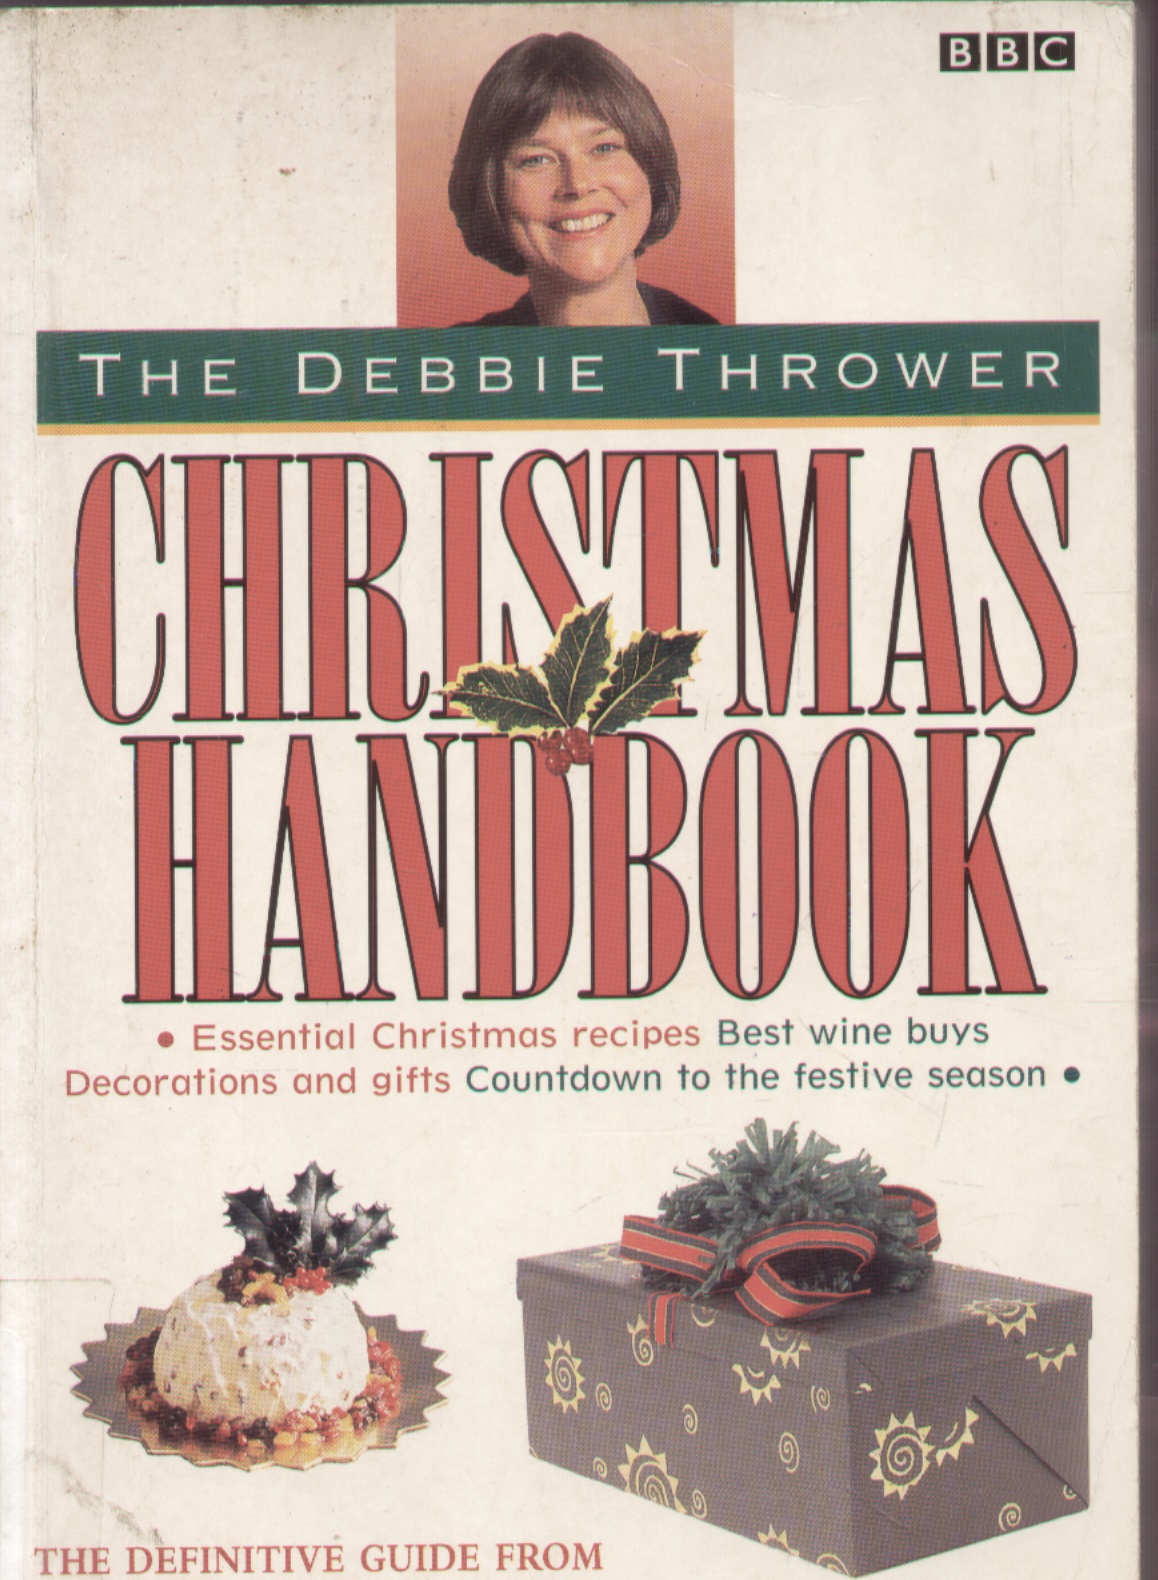 BBC
THE DEBBIE THROWER
CHRISTMAS
HANDBOOK
• Essential Christmas recipes Best wine buys
Decorations and gifts Countdown to the festive season •
THE DEFINITIVE GUIDE FROM